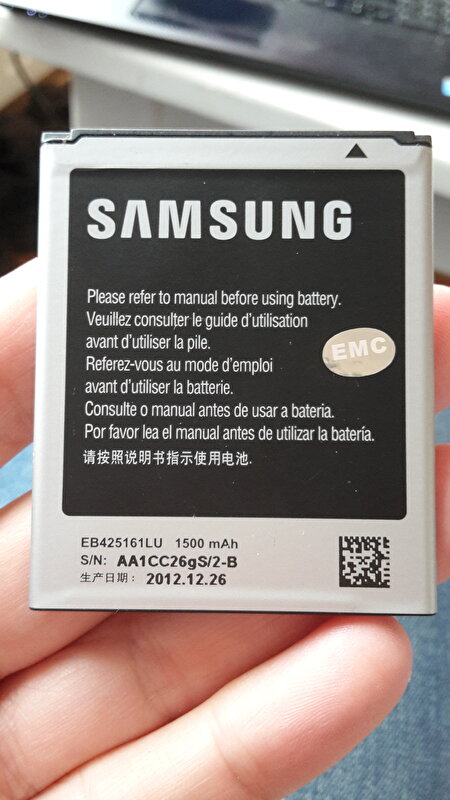 SAMSUNG
Please refer to manual before using battery.
Veuillez consulter le guide d'utilisation
avant d'utiliser la pile.
Referez-vous au mode d'emploi
avant d'utiliser la batterie.
Consulte o manual antes de usar a bateria.
Por favor lea el manual antes de utilizar la batería.
请按照说明书指示使用电池.
EMC
EB425161LU 1500 mAh
S/N: AA1CC26gS/2-B
生产日期: 2012.12.26